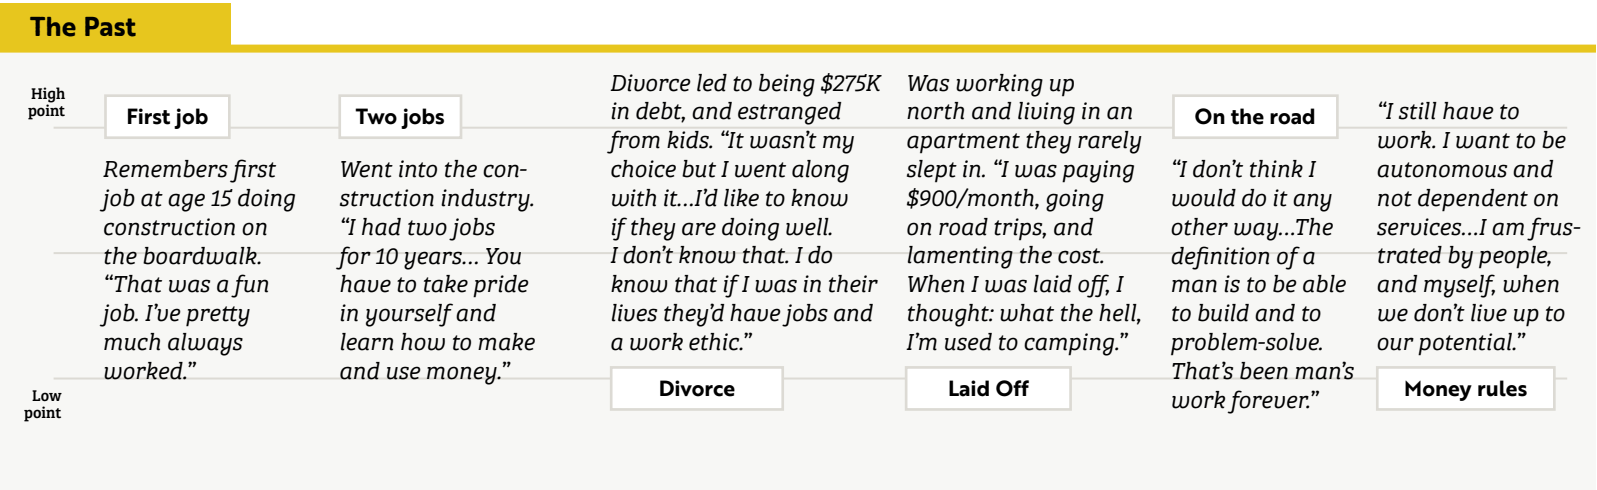 The Past
High
point
First job
Remembers first
job at age 15 doing
construction on
the boardwalk.
“That was a fun
job. I’ve pretty
much always
worked.”
Two jobs
Went into the con-
struction industry.
“I had two jobs
for 10 years... You
have to take pride
in yourself and
learn how to make
and use money.”
Divorce led to being $275K
in debt, and estranged
from kids. “It wasn’t my
choice but I went along
with it...I’d like to know
if they are doing well.
I don’t know that. I do
know that if I was in their
lives they’d have jobs and
a work ethic.”
Divorce
Was working up
north and living in an
apartment they rarely
slept in. “I was paying
$900/month, going
on road trips, and
lamenting the cost.
When I was laid off, I
thought: what the hell,
I’m used to camping.”
Laid Off
On the road
“I don’t think I
would do it any
other way...The
definition of a
man is to be able
to build and to
problem-solve.
That’s been man’s
work forever.”
“I still have to
work. I want to be
autonomous and
not dependent on
services...I am frus-
trated by people,
and myself, when
we don’t live up to
our potential.”
Money rules
Low
point